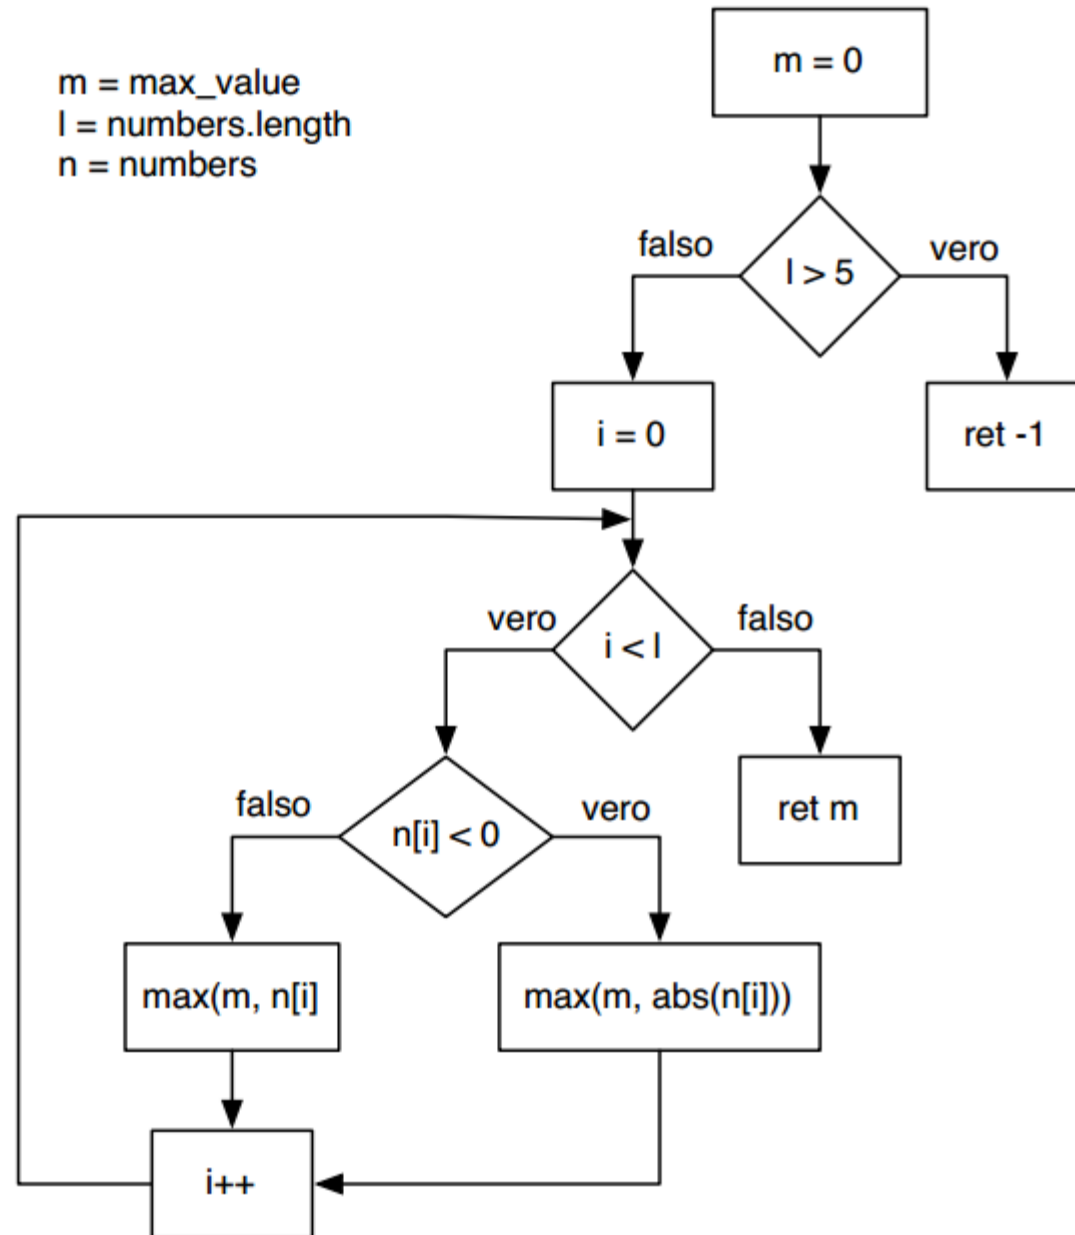 m = max_value
l = numbers.length
n = numbers
m = 0
falso
l > 5
vero
i = 0
ret -1
vero
i < l
falso
falso
n[i] < 0
vero
ret m
max(m, n[i]
max(m, abs(n[i]))
i++